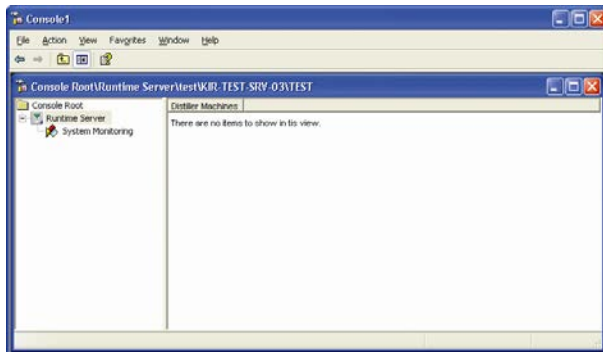 Console1
File Action View Favorites Window Help
Console Root\Runtime Server\test\KJR-TEST-SRV-03\TEST
Console Root
Distiller Machines
Runtime Server
There are no items to show in tis view.
System Monitoring